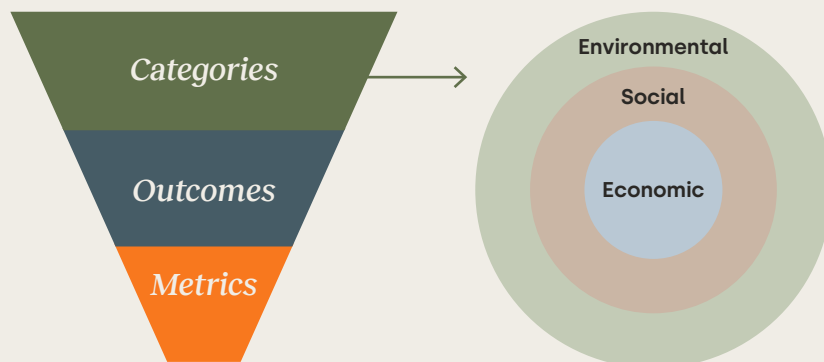 Categories
Outcomes
Metrics
Environmental
Social
Economic